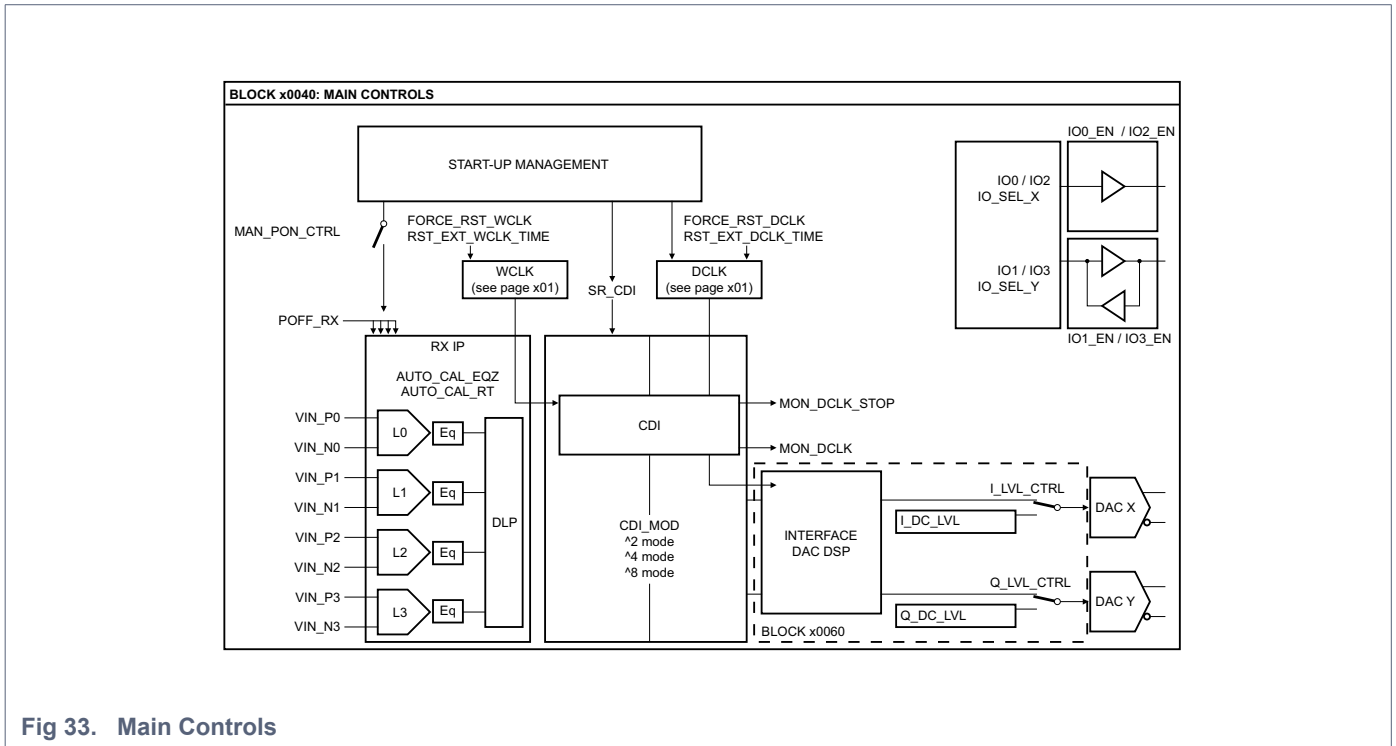 BLOCK x0040: MAIN CONTROLS
START-UP MANAGEMENT
IO0_EN / IO2_EN
IO0 / IO2
IO_SEL_X
IO1 / IO3
IO_SEL_Y
IO1_EN / IO3_EN
MAN_PON_CTRL
FORCE_RST_WCLK
RST_EXT_WCLK_TIME
FORCE_RST_DCLK
RST_EXT_DCLK_TIME
WCLK
(see page x01)
SR_CDI
DCLK
(see page x01)
POFF_RX
RX IP
AUTO_CAL_EQZ
AUTO_CAL_RT
VIN_P0
VIN_N0
L0
Eq
VIN_P1
VIN_N1
L1
Eq
VIN_P2
VIN_N2
L2
Eq
VIN_P3
VIN_N3
L3
Eq
DLP
CDI
MON_DCLK_STOP
MON_DCLK
CDI_MOD
^2 mode
^4 mode
^8 mode
INTERFACE
DAC DSP
I_LVL_CTRL
I_DC_LVL
DAC X
Q_LVL_CTRL
Q_DC_LVL
DAC Y
BLOCK x0060
Fig 33. Main Controls